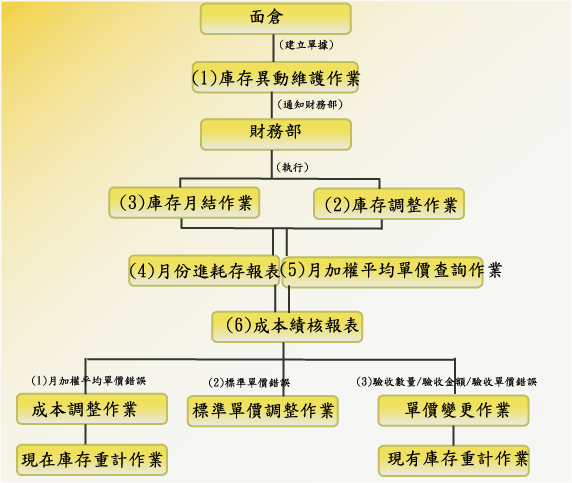 面倉
(建立單據)
(1)庫存異動維護作業
(通知財務部)
財務部
(執行)
(3)庫存月結作業
(2)庫存調整作業
(4)月份進耗存報表
(5)月加權平均單價查詢作業
(6)成本績核報表
(1)月加權平均單價錯誤
(2)標準單價錯誤
(3)驗收數量/驗收金額/驗收單價錯誤
成本調整作業
標準單價調整作業
單價變更作業
現在庫存重計作業
現有庫存重計作業